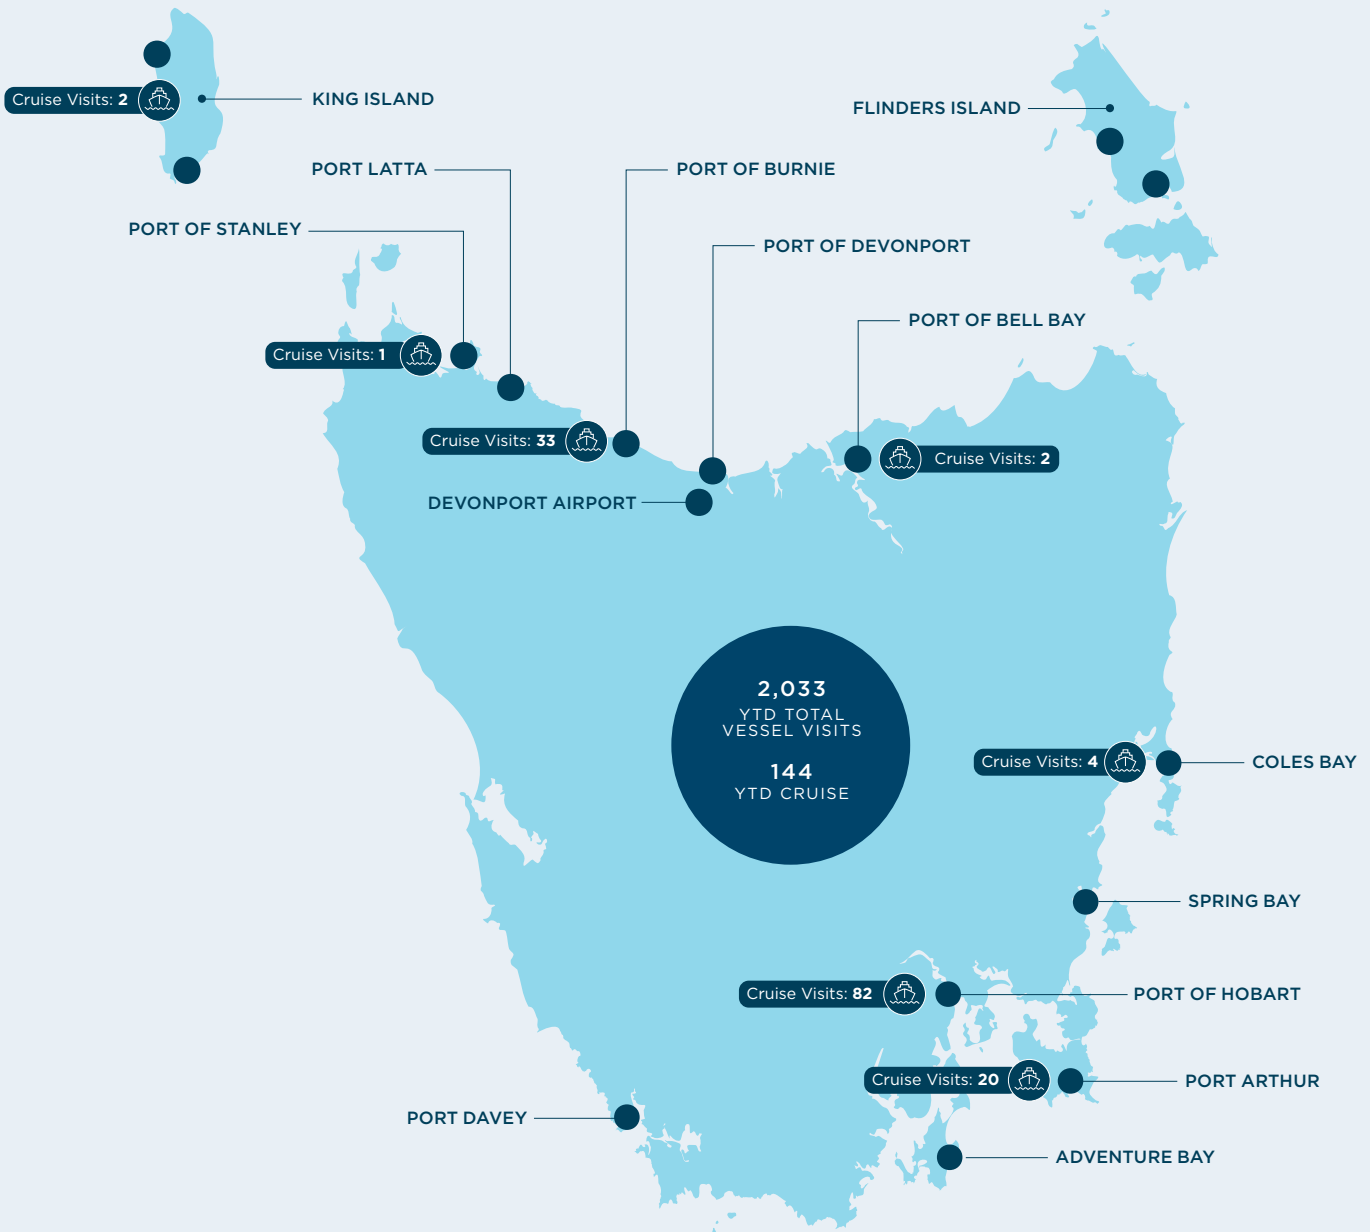 Cruise Visits: 2
KING ISLAND
FLINDERS ISLAND
PORT LATTA
PORT OF BURNIE
PORT OF STANLEY
PORT OF DEVONPORT
PORT OF BELL BAY
Cruise Visits: 1
Cruise Visits: 33
Cruise Visits: 2
DEVONPORT AIRPORT
2,033
YTD TOTAL
VESSEL VISITS
144
YTD CRUISE
Cruise Visits: 4
COLES BAY
SPRING BAY
Cruise Visits: 82
PORT OF HOBART
Cruise Visits: 20
PORT ARTHUR
PORT DAVEY
ADVENTURE BAY